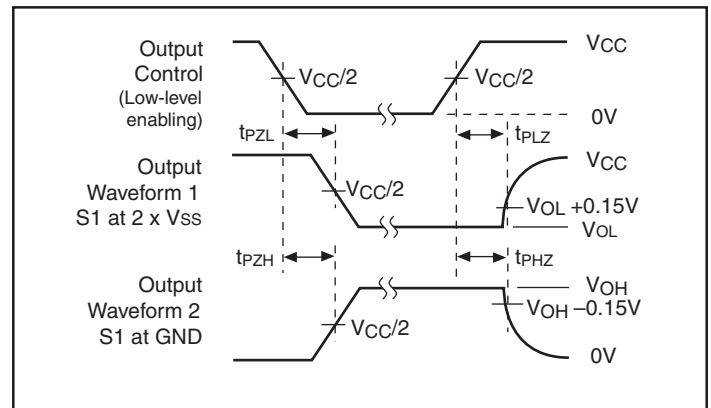 Output
Control
(Low-level
enabling)
VCC/2
VCC/2
VCC
0V
tPZL
tPLZ
Output
Waveform 1
S1 at 2 x VSS
VCC/2
VCC
VOL +0.15V
VOL
tPZH
tPHZ
Output
Waveform 2
S1 at GND
VCC/2
VOH
VOH –0.15V
0V